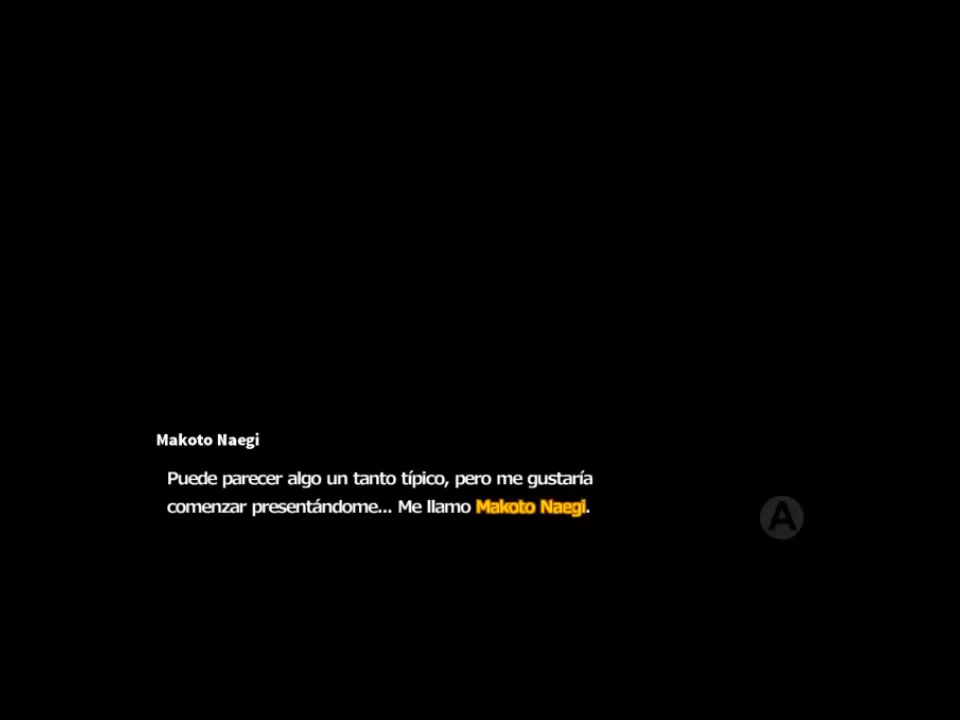 Makoto Naegi
Puede parecer algo un tanto típico, pero me gustaría
comenzar presentándome... Me llamo Makoto Naegi.
A